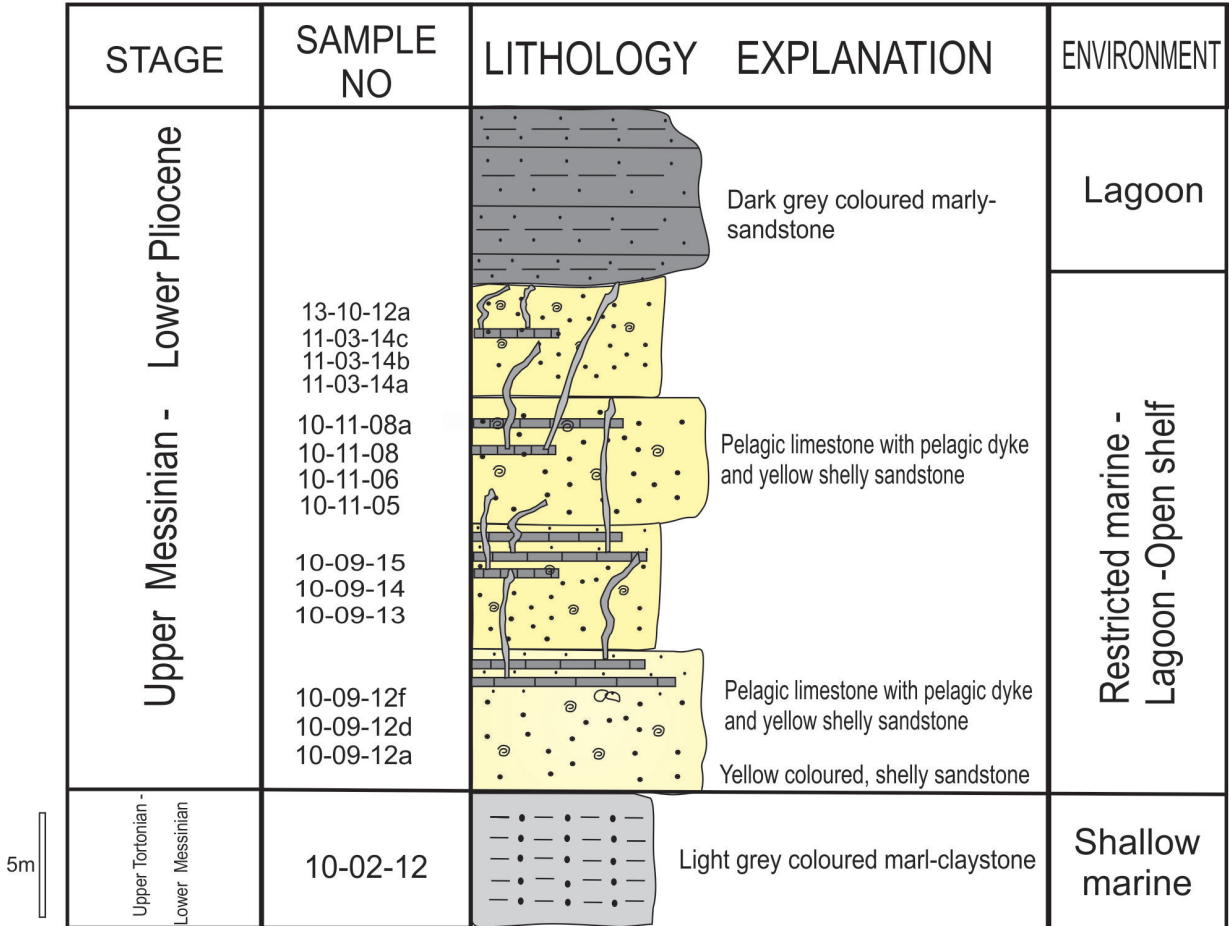 STAGE
SAMPLE
NO
LITHOLOGY EXPLANATION
ENVIRONMENT
Upper Messinian - Lower Pliocene
13-10-12a
11-03-14c
11-03-14b
11-03-14a
10-11-08a
10-11-08
10-11-06
10-11-05
10-09-15
10-09-14
10-09-13
10-09-12f
10-09-12d
10-09-12a
Dark grey coloured marly-
sandstone
Pelagic limestone with pelagic dyke
and yellow shelly sandstone
Pelagic limestone with pelagic dyke
and yellow shelly sandstone
Yellow coloured, shelly sandstone
Lagoon
Restricted marine -
Lagoon -Open shelf
5m
Upper Tortonian -
Lower Messinian
10-02-12
Light grey coloured marl-claystone
Shallow
marine